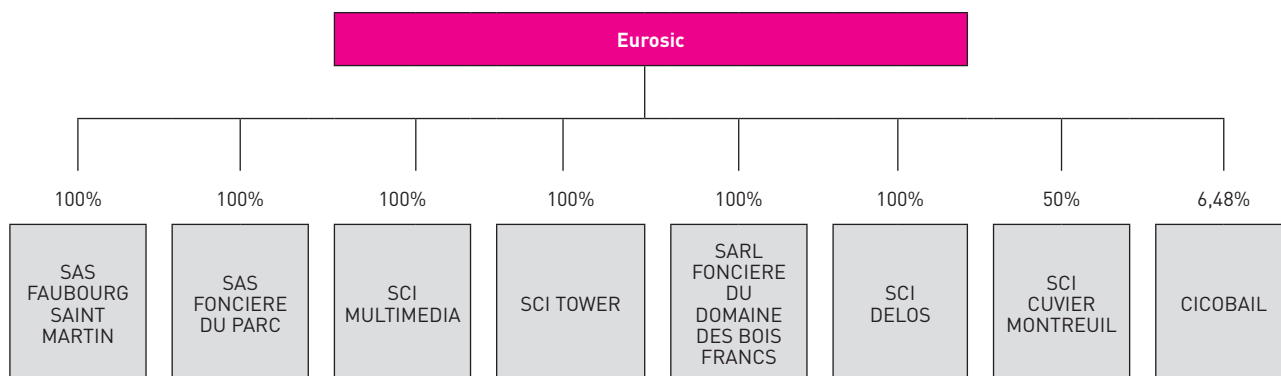 Eurosic
100%
100%
100%
100%
100%
100%
50%
6,48%
SAS
FAUBOURG
SAINT
MARTIN
SAS
FONCIERE
DU PARC
SCI
MULTIMEDIA
SCI TOWER
SARL
FONCIERE
DU
DOMAINE
DES BOIS
FRANCS
SCI
DELOS
SCI
CUVIER
MONTREUIL
CICOBAIL